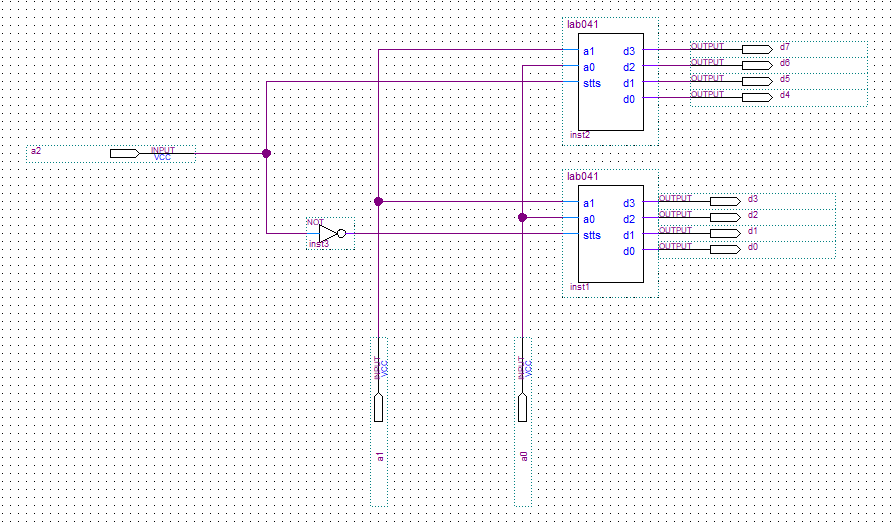 lab041
a1 d3 OUTPUT d7
a0 d2 OUTPUT d6
stts d1 OUTPUT d5
d0 OUTPUT d4
inst2
a2 INPUT
VCC
lab041
a1 d3 OUTPUT d3
a0 d2 OUTPUT d2
stts d1 OUTPUT d1
d0 OUTPUT d0
inst1
NOT
inst3
INPUT
VCC
a1
INPUT
VCC
a0